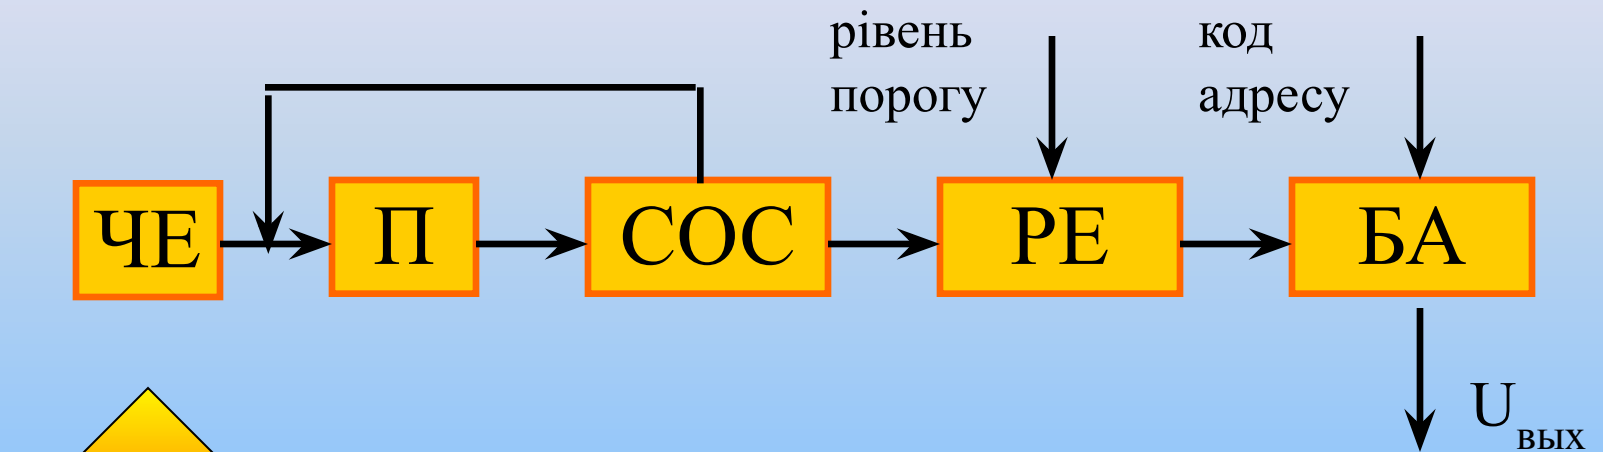 рівень
порогу
код
адресу
ЧЕ
П
СОС
РЕ
БА
Uвых